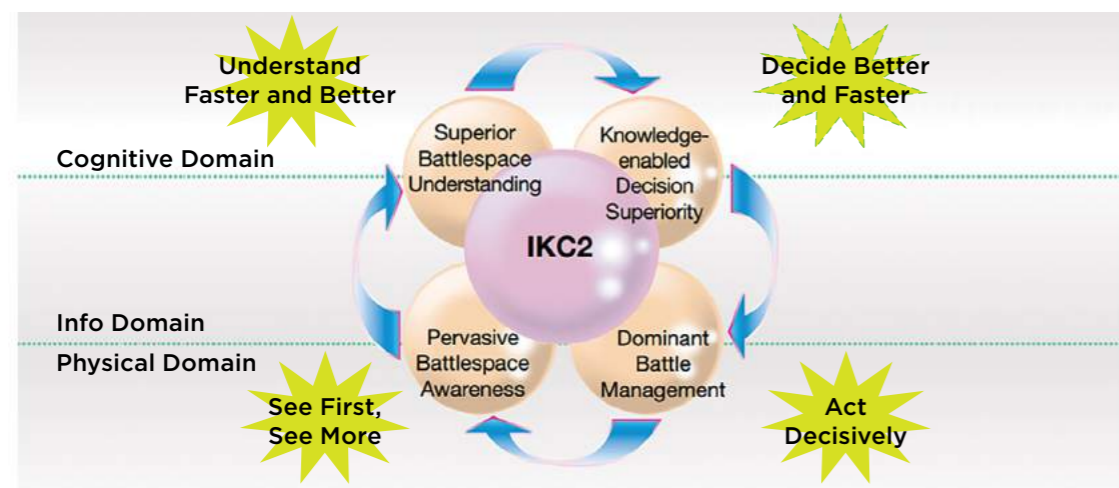 Understand
Faster and Better
Decide Better
and Faster
Superior
Battlespace
Understanding
Knowledge-
enabled
Decision
Superiority
Cognitive Domain
IKC2
Info Domain
Physical Domain
Pervasive
Battlespace
Awareness
Dominant
Battle
Management
See First,
See More
Act
Decisively